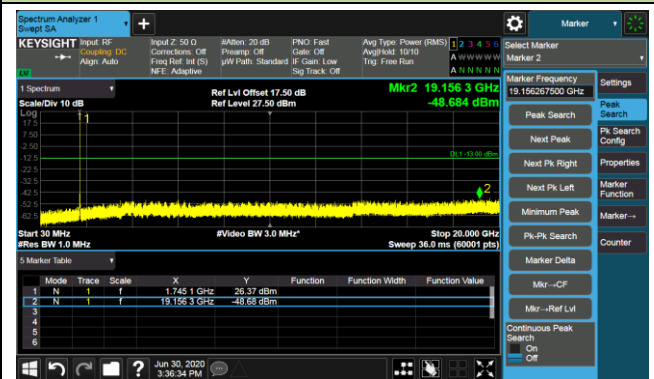 Spectrum Analyzer 1
Swept SA
Marker
KEYSIGHT Input: RF
Coupling: DC
Align: Auto
Input Z: 50 Ω
Corrections: Off
Freq Ref: Int (S)
NFE: Adaptive
#Atten: 20 dB
Preamp: Off
µW Path: Standard
PNO: Fast
Gate: Off
IF Gain: Low
Sig Track: Off
Avg Type: Power (RMS)
Avg|Hold: 10/10
Trig: Free Run
1 2 3 4 5 6
A W W W W W
A N N N N N
LV
Select Marker
Marker 2
1 Spectrum
Scale/Div 10 dB
Log
Ref Lvl Offset 17.50 dB
Ref Level 27.50 dBm
Mkr2 19.156 3 GHz
-48.684 dBm
17.5
7.50
-2.50
-12.5
-22.5
-32.5
-42.5
-52.5
-62.5
1
DL1 -13.00 dBm
2
Start 30 MHz
#Res BW 1.0 MHz
#Video BW 3.0 MHz*
Stop 20.000 GHz
Sweep 36.0 ms (60001 pts)
5 Marker Table
Mode Trace Scale X Y Function Function Width Function Value
1 N 1 f 1.745 1 GHz 26.37 dBm
2 N 1 f 19.156 3 GHz -48.68 dBm
3
4
5
6
Marker Frequency
19.156267500 GHz
Peak Search
Next Peak
Next Pk Right
Next Pk Left
Minimum Peak
Pk-Pk Search
Marker Delta
Mkr→CF
Mkr→Ref Lvl
Continuous Peak
Search
On
Off
Settings
Peak
Search
Pk Search
Config
Properties
Marker
Function
Marker→
Counter
Jun 30, 2020
3:36:34 PM